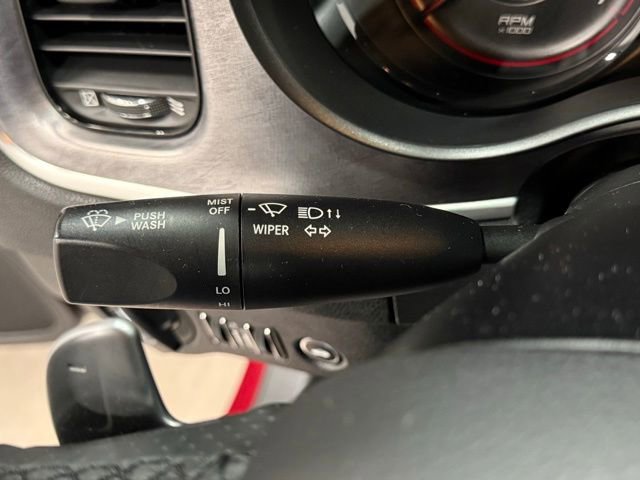 RPM
x1000
MIST
OFF
PUSH
WASH
WIPER
LO
HI